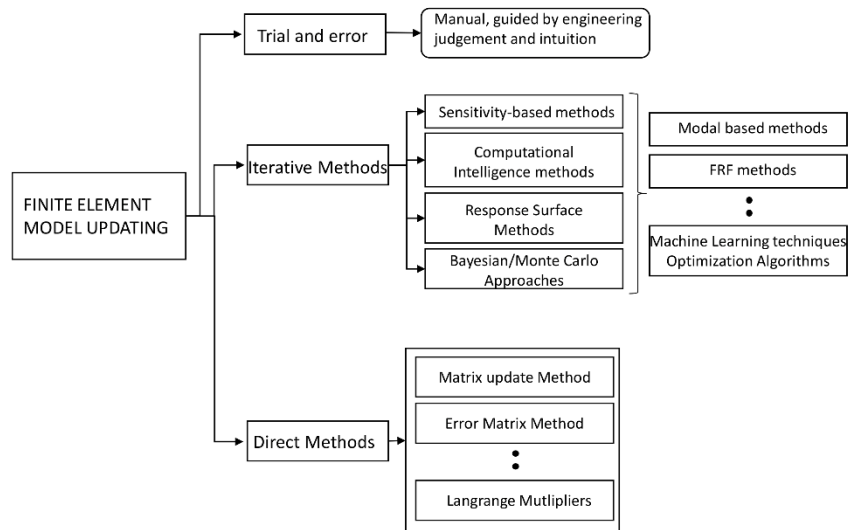 Trial and error
Manual, guided by engineering
judgement and intuition
FINITE ELEMENT
MODEL UPDATING
Iterative Methods
Sensitivity-based methods
Computational
Intelligence methods
Response Surface
Methods
Bayesian/Monte Carlo
Approaches
Modal based methods
FRF methods
Machine Learning techniques
Optimization Algorithms
Direct Methods
Matrix update Method
Error Matrix Method
Langrange Mutlipliers